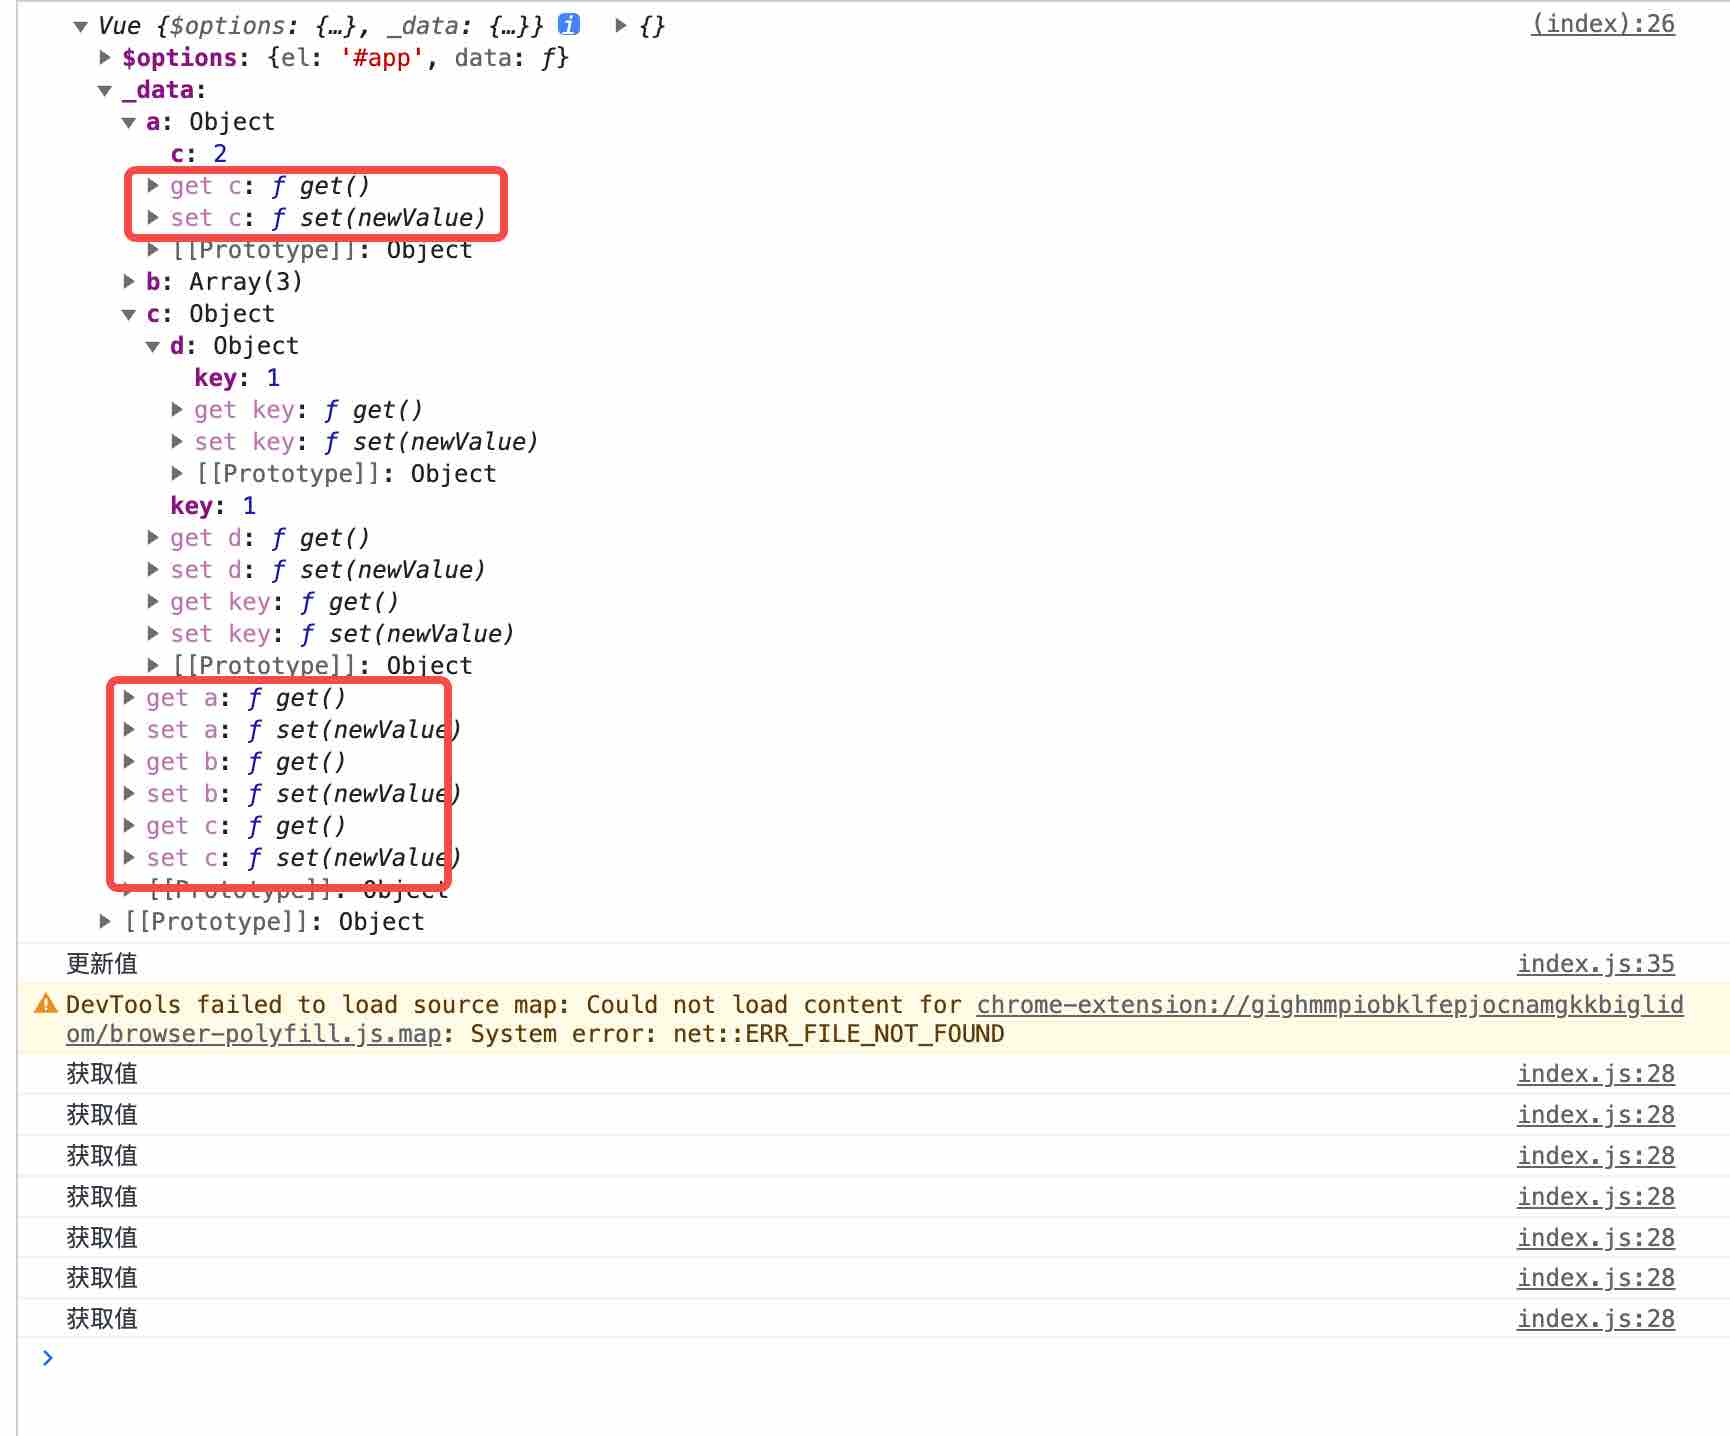 Vue {$options: {…}, _data: {…}} i {} (index):26
$options: {el: '#app', data: ƒ}
_data:
a: Object
c: 2
get c: ƒ get()
set c: ƒ set(newValue)
[[Prototype]]: Object
b: Array(3)
c: Object
d: Object
key: 1
get key: ƒ get()
set key: ƒ set(newValue)
[[Prototype]]: Object
key: 1
get d: ƒ get()
set d: ƒ set(newValue)
get key: ƒ get()
set key: ƒ set(newValue)
[[Prototype]]: Object
get a: ƒ get()
set a: ƒ set(newValue)
get b: ƒ get()
set b: ƒ set(newValue)
get c: ƒ get()
set c: ƒ set(newValue)
[[Prototype]]: Object
[[Prototype]]: Object
更新值 index.js:35
DevTools failed to load source map: Could not load content for chrome-extension://gighmmpiobklfepjocnamgkkbiglid
om/browser-polyfill.js.map: System error: net::ERR_FILE_NOT_FOUND
获取值 index.js:28
获取值 index.js:28
获取值 index.js:28
获取值 index.js:28
获取值 index.js:28
获取值 index.js:28
获取值 index.js:28